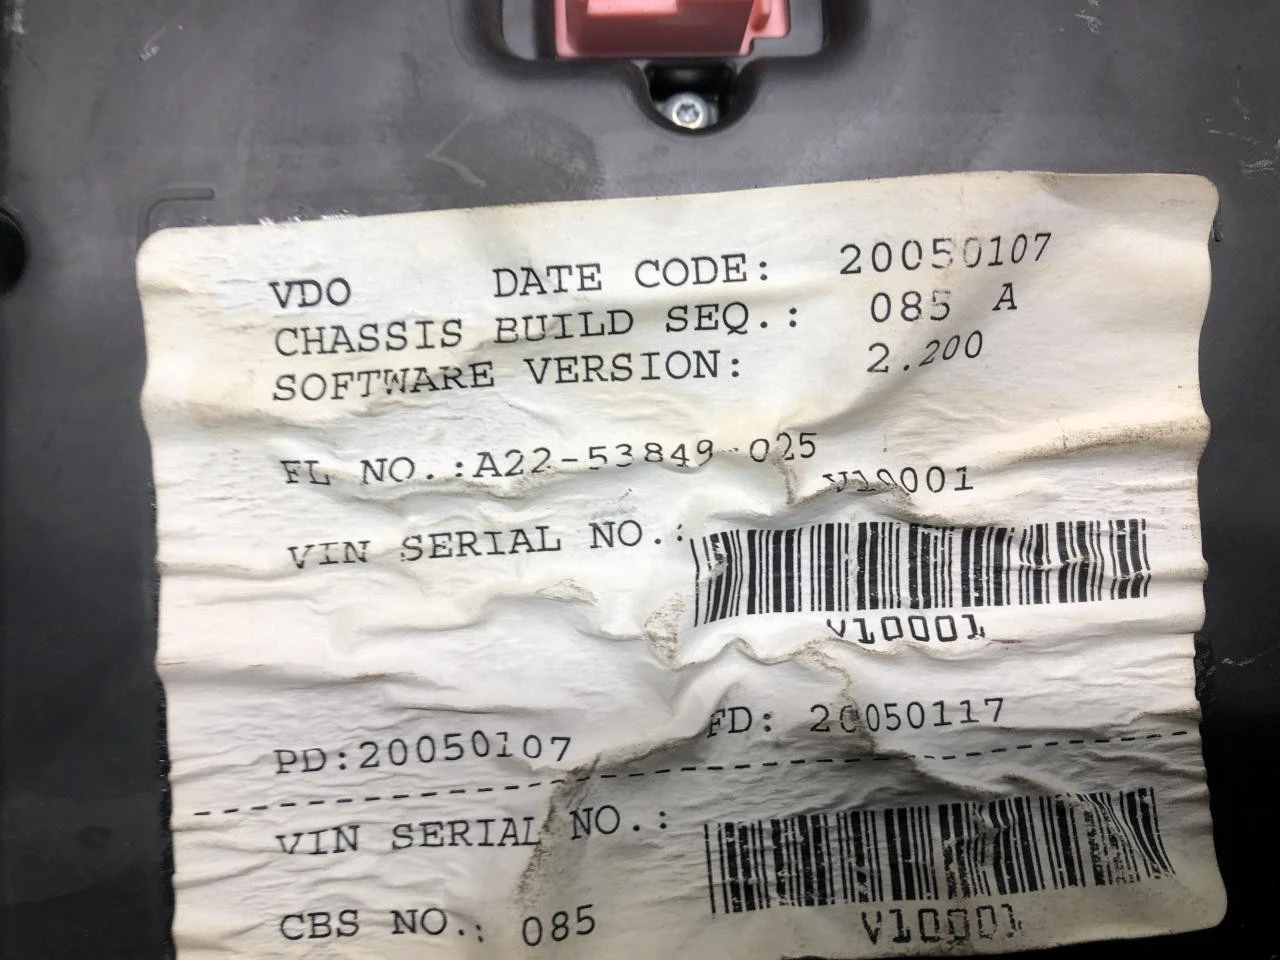 VDO DATE CODE: 20050107
CHASSIS BUILD SEQ.: 085 A
SOFTWARE VERSION: 2.200
FL NO.:A22-53849-025
V10001
VIN SERIAL NO.:
V10001
PD:20050107 FD: 20050117
VIN SERIAL NO.:
CBS NO.: 085
V10001